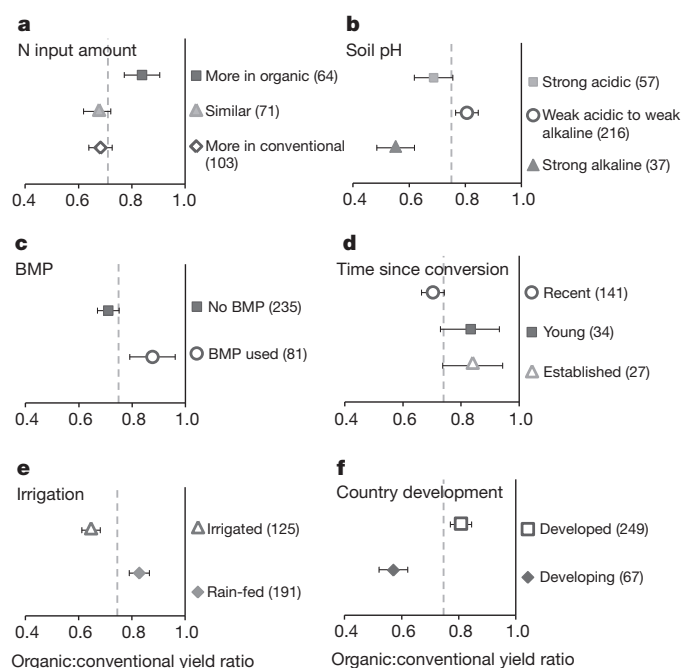 a
N input amount
More in organic (64)
Similar (71)
More in conventional
(103)
0.4 0.6 0.8 1.0
b
Soil pH
Strong acidic (57)
Weak acidic to weak
alkaline (216)
Strong alkaline (37)
0.4 0.6 0.8 1.0
c
BMP
No BMP (235)
BMP used (81)
0.4 0.6 0.8 1.0
d
Time since conversion
Recent (141)
Young (34)
Established (27)
0.4 0.6 0.8 1.0
e
Irrigation
Irrigated (125)
Rain-fed (191)
0.4 0.6 0.8 1.0
Organic:conventional yield ratio
f
Country development
Developed (249)
Developing (67)
0.4 0.6 0.8 1.0
Organic:conventional yield ratio